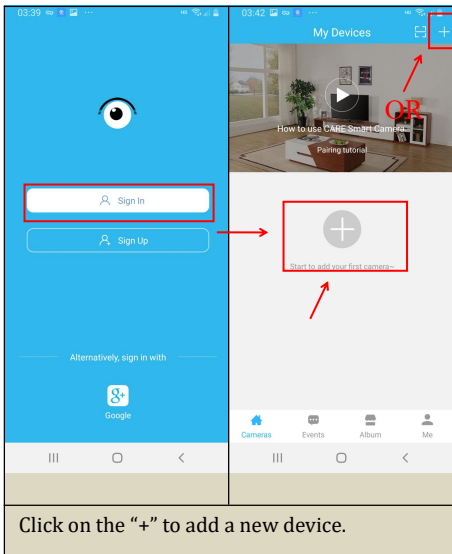 03:39
Sign In
Sign Up
Alternatively, sign in with
Google
03:42
My Devices
OR
How to use CARE Smart Camera
Pairing tutorial
Start to add your first camera~
Cameras Events Album Me
Click on the “+” to add a new device.